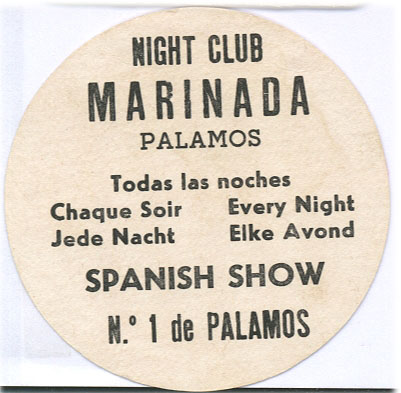 NIGHT CLUB
MARINADA
PALAMOS
Todas las noches
Chaque Soir Every Night
Jede Nacht Elke Avond
SPANISH SHOW
N.º 1 de PALAMOS